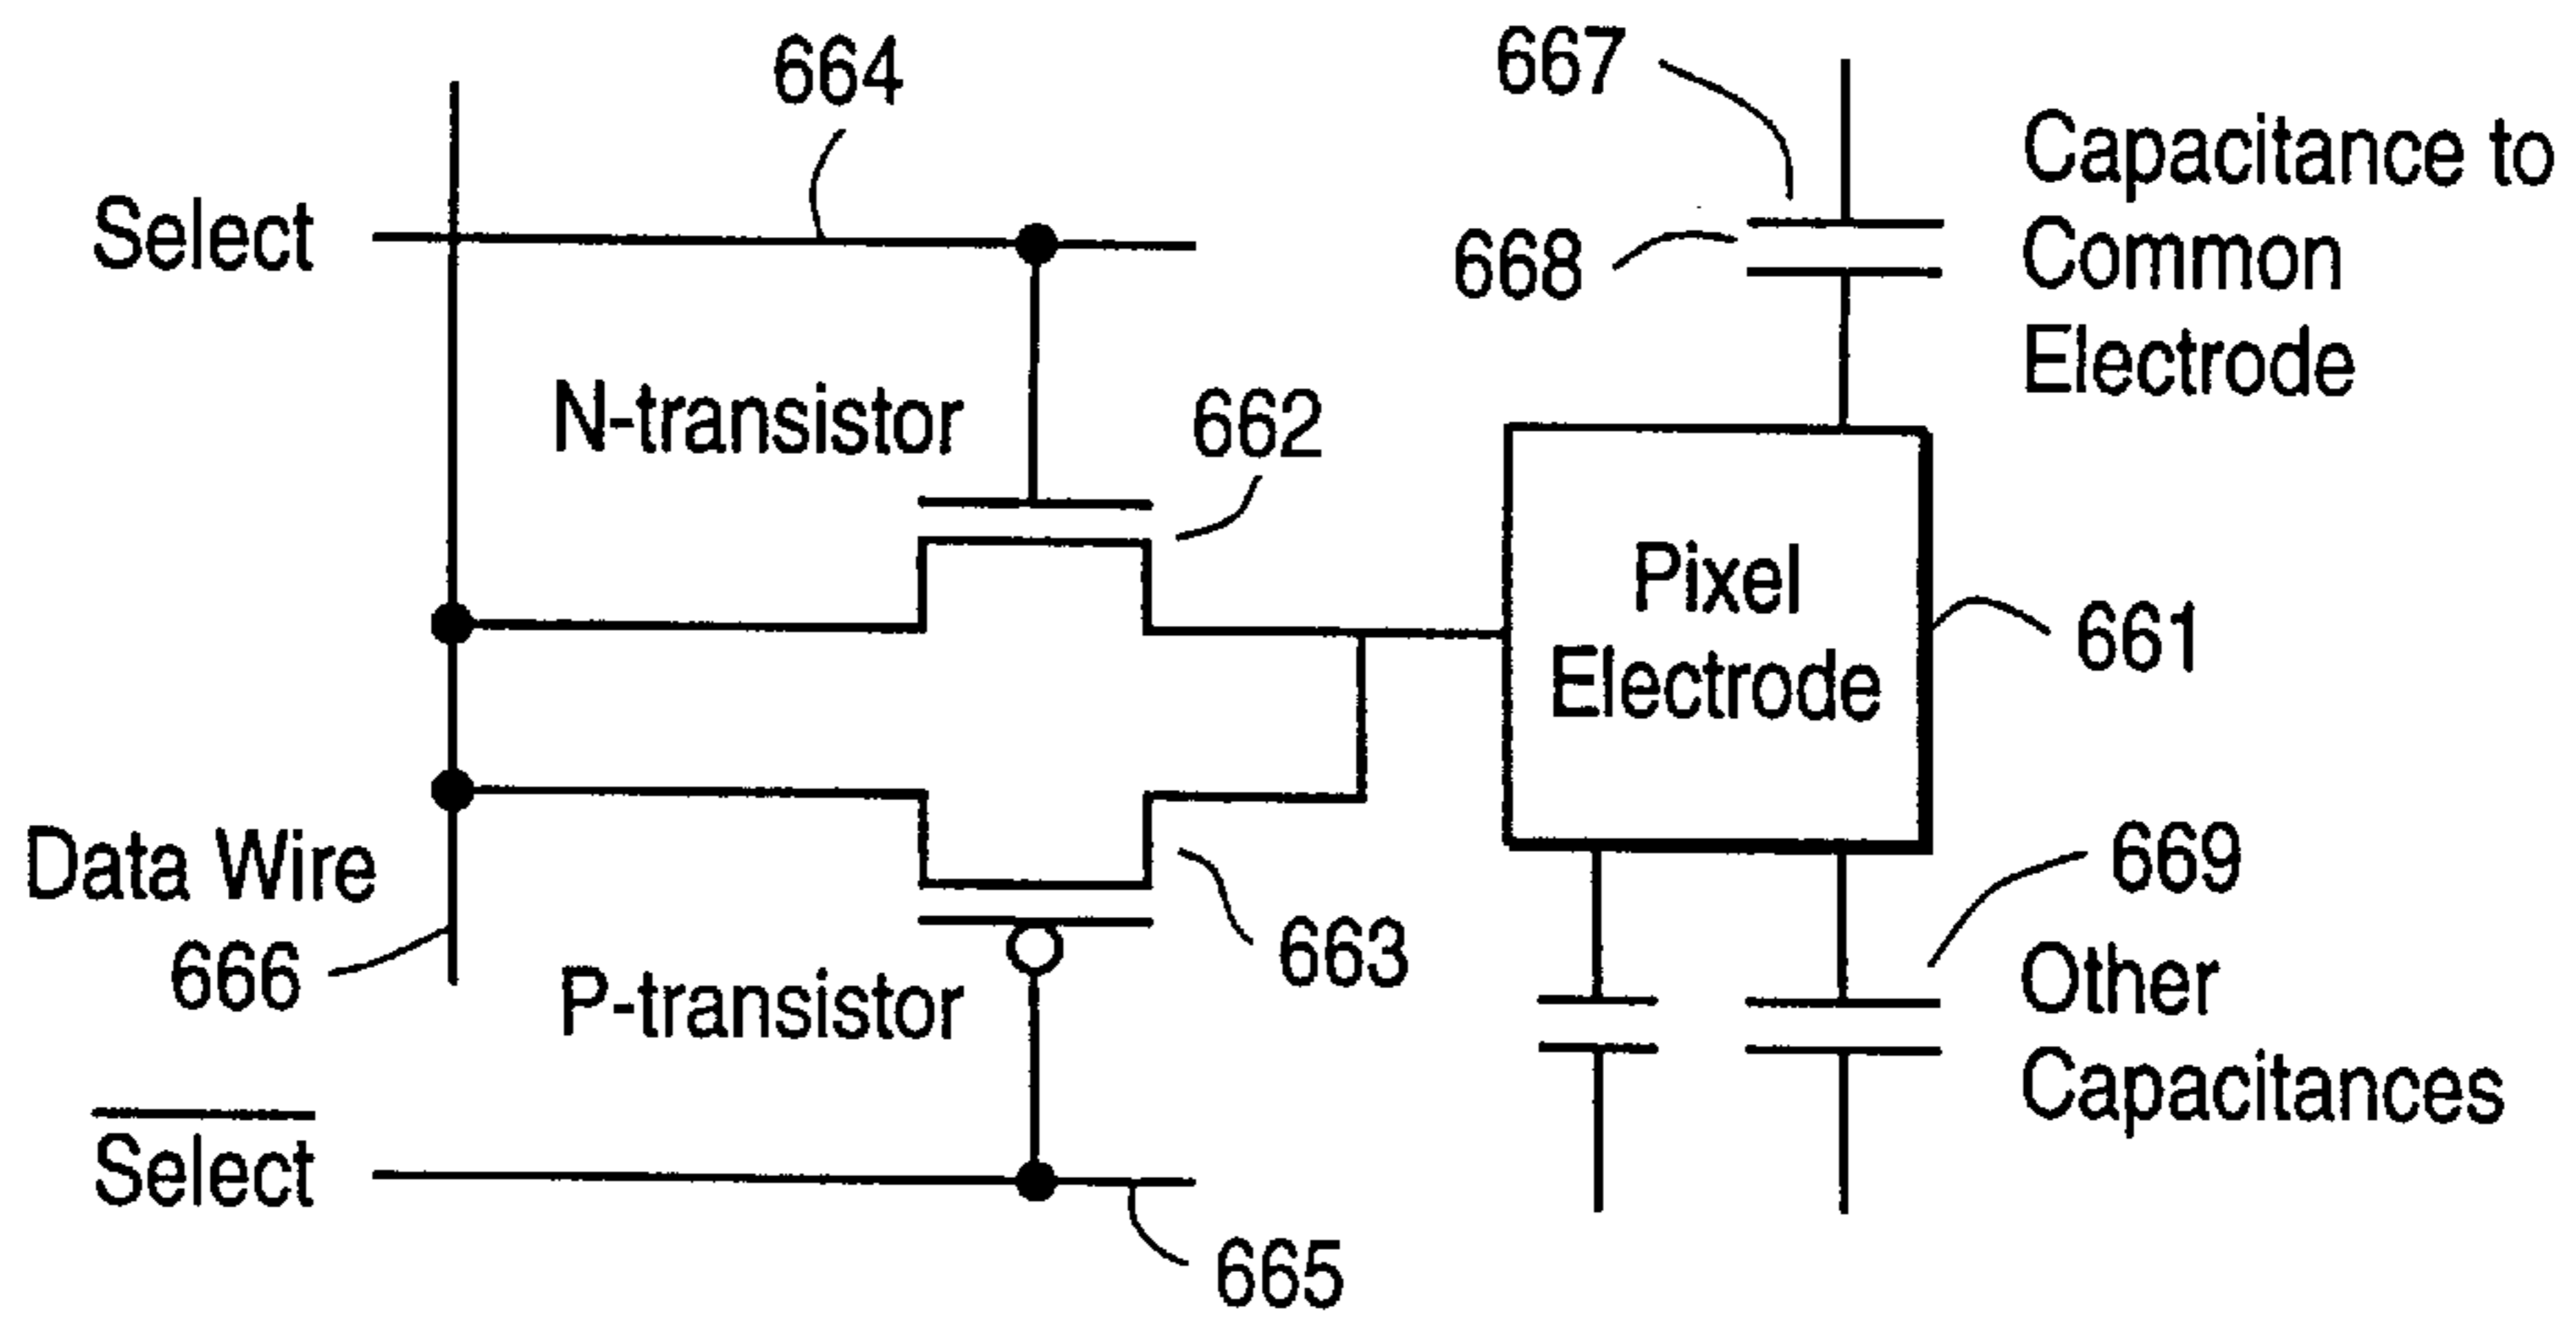 664
667
Capacitance to
Common
Electrode
Select
668
N-transistor
662
Pixel
Electrode
661
Data Wire
666
663
669
P-transistor
Other
Capacitances
Select
665